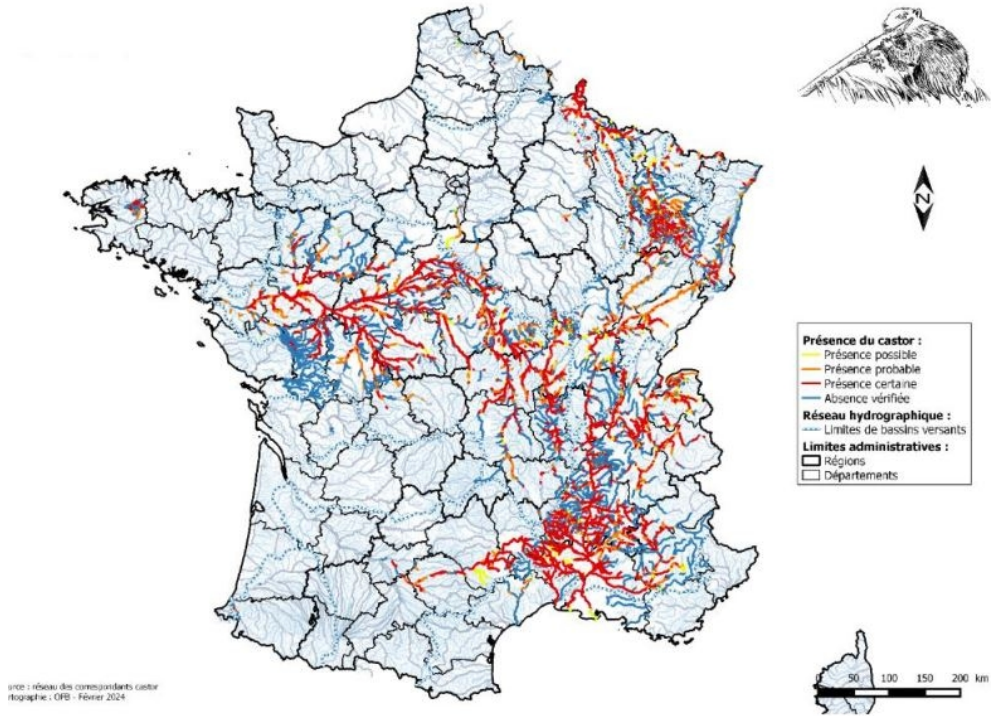 N
Présence du castor :
Présence possible
Présence probable
Présence certaine
Absence vérifiée
Réseau hydrographique :
Limites de bassins versants
Limites administratives :
Régions
Départements
0 50 100 150 200 km
urce : réseau des correspondants castor
rtographie : OFB - Février 2024